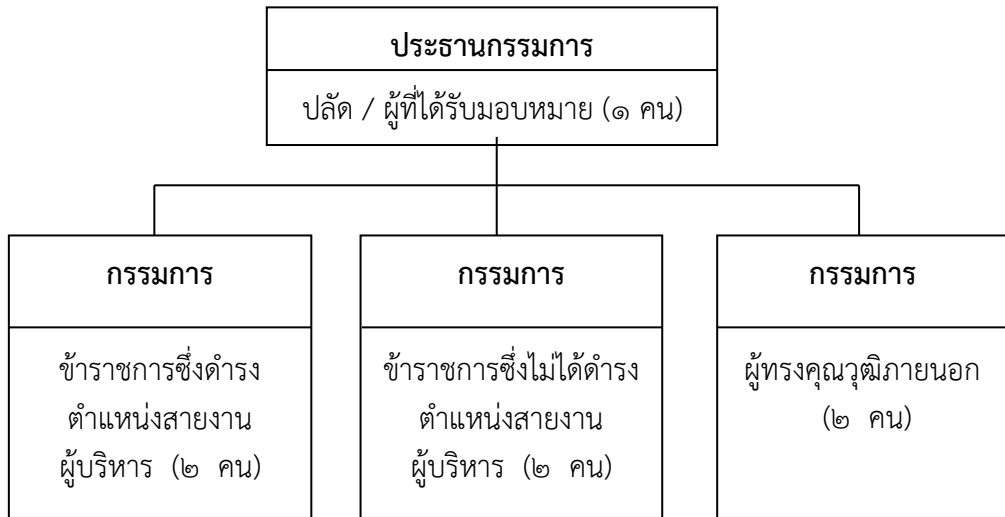 ประธานกรรมการ
ปลัด / ผู้ที่ได้รับมอบหมาย (๑ คน)
กรรมการ
ข้าราชการซึ่งดำรง
ตำแหน่งสายงาน
ผู้บริหาร (๒ คน)
กรรมการ
ข้าราชการซึ่งไม่ได้ดำรง
ตำแหน่งสายงาน
ผู้บริหาร (๒ คน)
กรรมการ
ผู้ทรงคุณวุฒิภายนอก
(๒ คน)